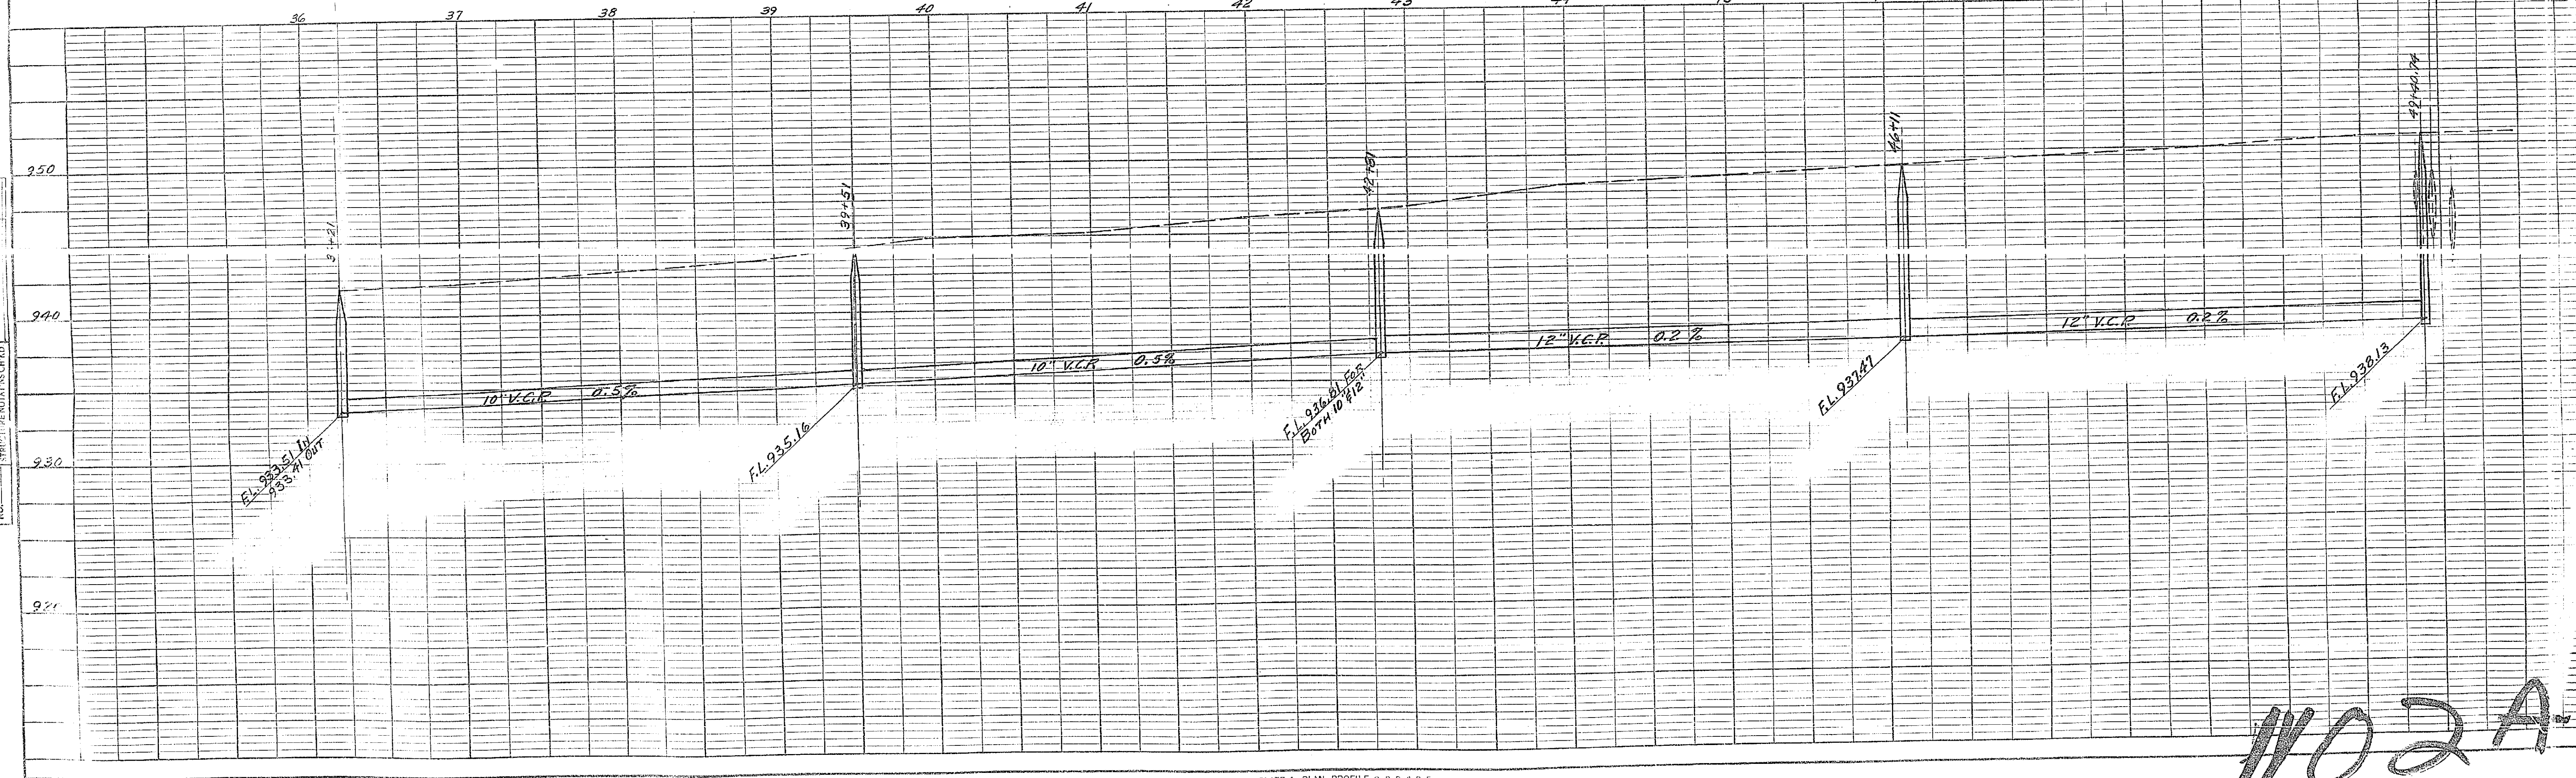 36 37 38 39 40 41 42 43
950
940
930
39+51
42+81
46+11
49+40.74
10" V.C.P. 0.5%
10" V.C.P. 0.5%
12" V.C.P. 0.2%
12" V.C.P. 0.2%
F.L. 933.51 IN
933.41 OUT
F.L. 935.16
F.L. 936.81 FOR
BOTH 10 & 12"
F.L. 937.47
F.L. 938.13
PLAN-PROFILE